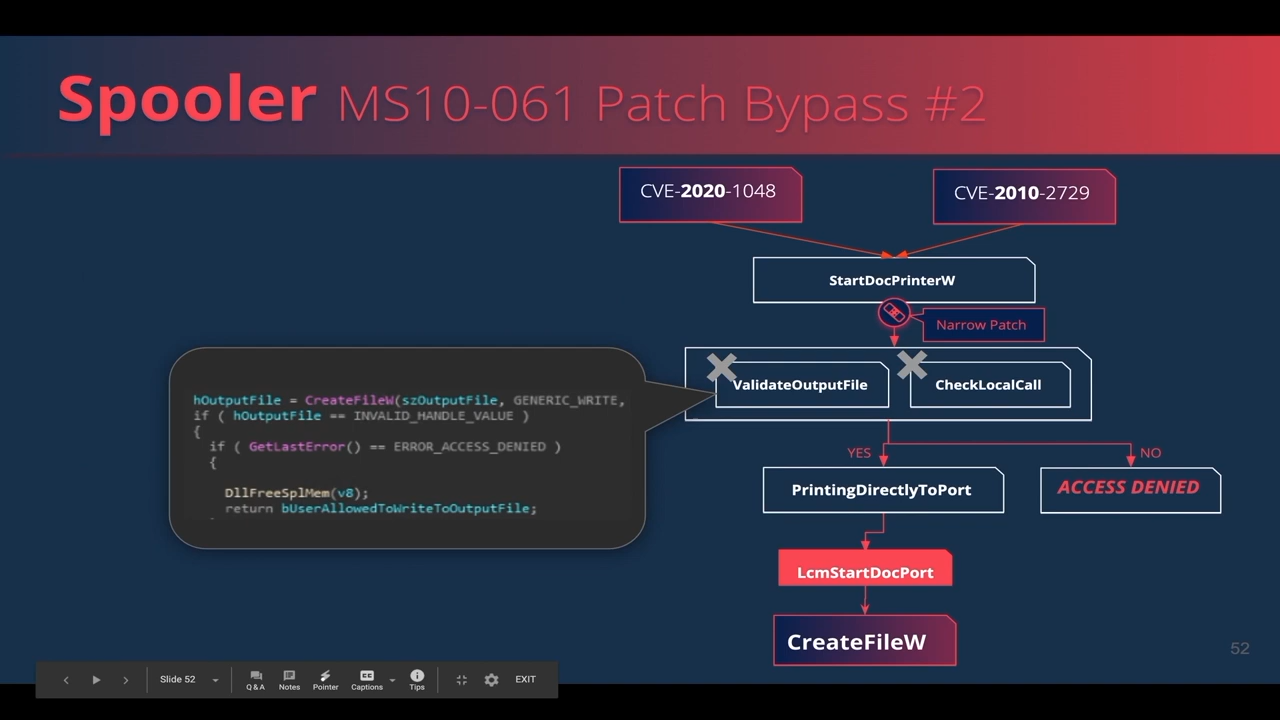 Spooler MS10-061 Patch Bypass #2
CVE-2020-1048
CVE-2010-2729
StartDocPrinterW
Narrow Patch
ValidateOutputFile
CheckLocalCall
hOutputFile = CreateFileW(szOutputFile, GENERIC_WRITE,
if ( hOutputFile == INVALID_HANDLE_VALUE )
{
if ( GetLastError() == ERROR_ACCESS_DENIED )
{
DllFreeSplMem(v8);
return bUserAllowedToWriteToOutputFile;
YES
NO
PrintingDirectlyToPort
ACCESS DENIED
LcmStartDocPort
CreateFileW
52
Slide 52
Q & A
Notes
Pointer
CC
Captions
Tips
EXIT